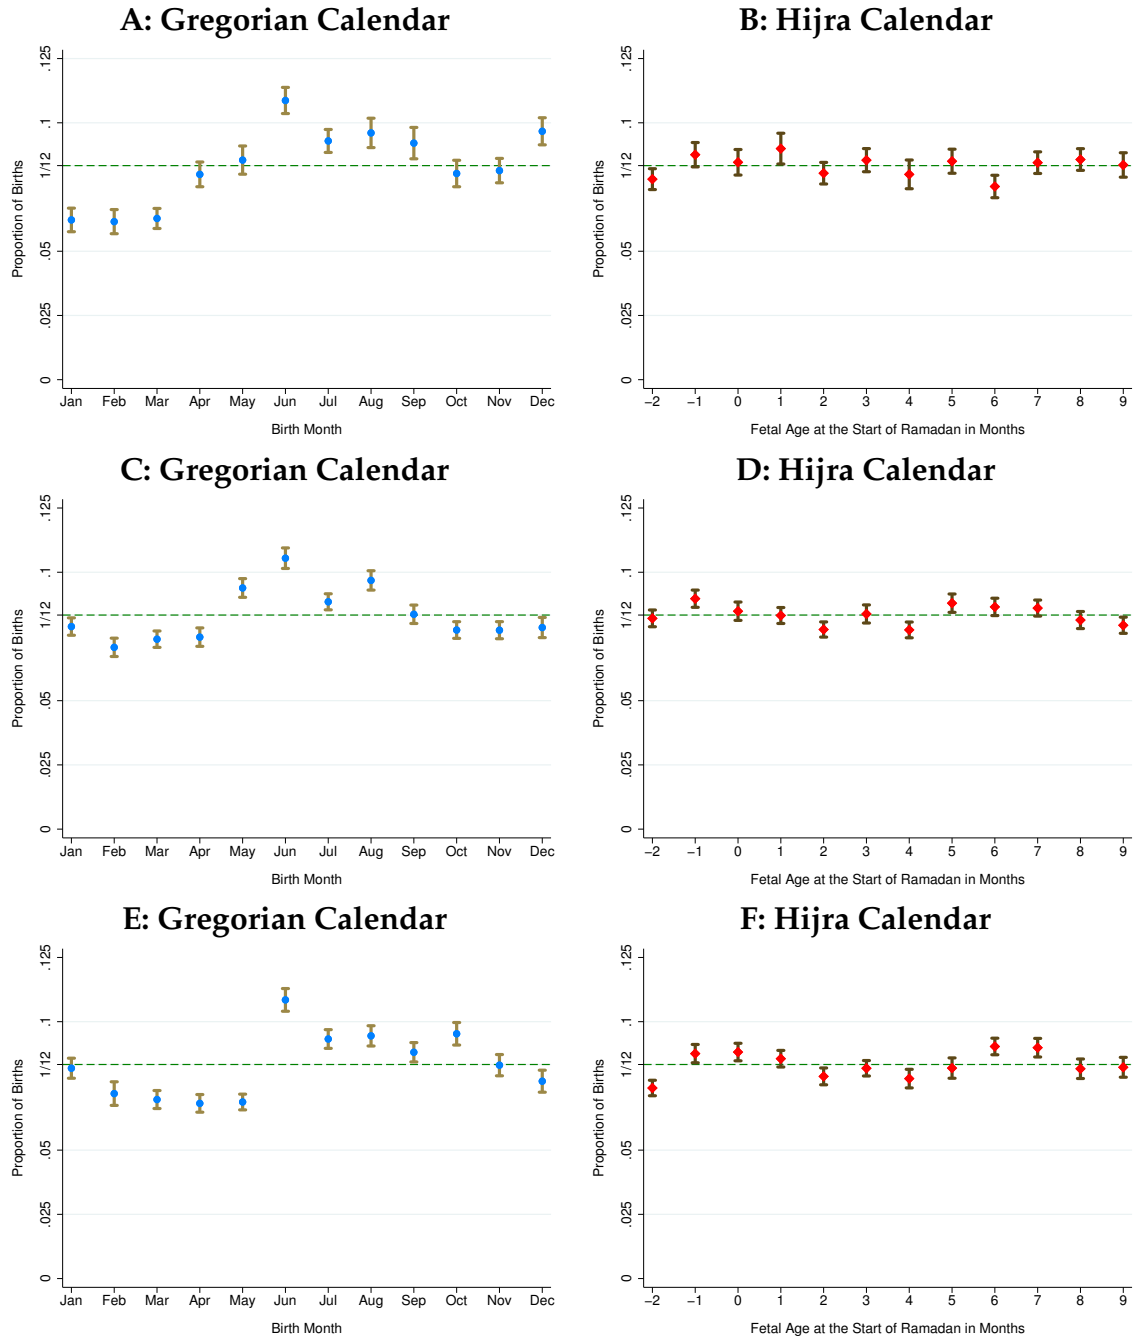 A: Gregorian Calendar
Proportion of Births
.125
.1
1/12
.05
.025
0
Jan Feb Mar Apr May Jun Jul Aug Sep Oct Nov Dec
Birth Month
B: Hijra Calendar
Proportion of Births
.125
.1
1/12
.05
.025
0
−2 −1 0 1 2 3 4 5 6 7 8 9
Fetal Age at the Start of Ramadan in Months
C: Gregorian Calendar
Proportion of Births
.125
.1
1/12
.05
.025
0
Jan Feb Mar Apr May Jun Jul Aug Sep Oct Nov Dec
Birth Month
D: Hijra Calendar
Proportion of Births
.125
.1
1/12
.05
.025
0
−2 −1 0 1 2 3 4 5 6 7 8 9
Fetal Age at the Start of Ramadan in Months
E: Gregorian Calendar
Proportion of Births
.125
.1
1/12
.05
.025
0
Jan Feb Mar Apr May Jun Jul Aug Sep Oct Nov Dec
Birth Month
F: Hijra Calendar
Proportion of Births
.125
.1
1/12
.05
.025
0
−2 −1 0 1 2 3 4 5 6 7 8 9
Fetal Age at the Start of Ramadan in Months